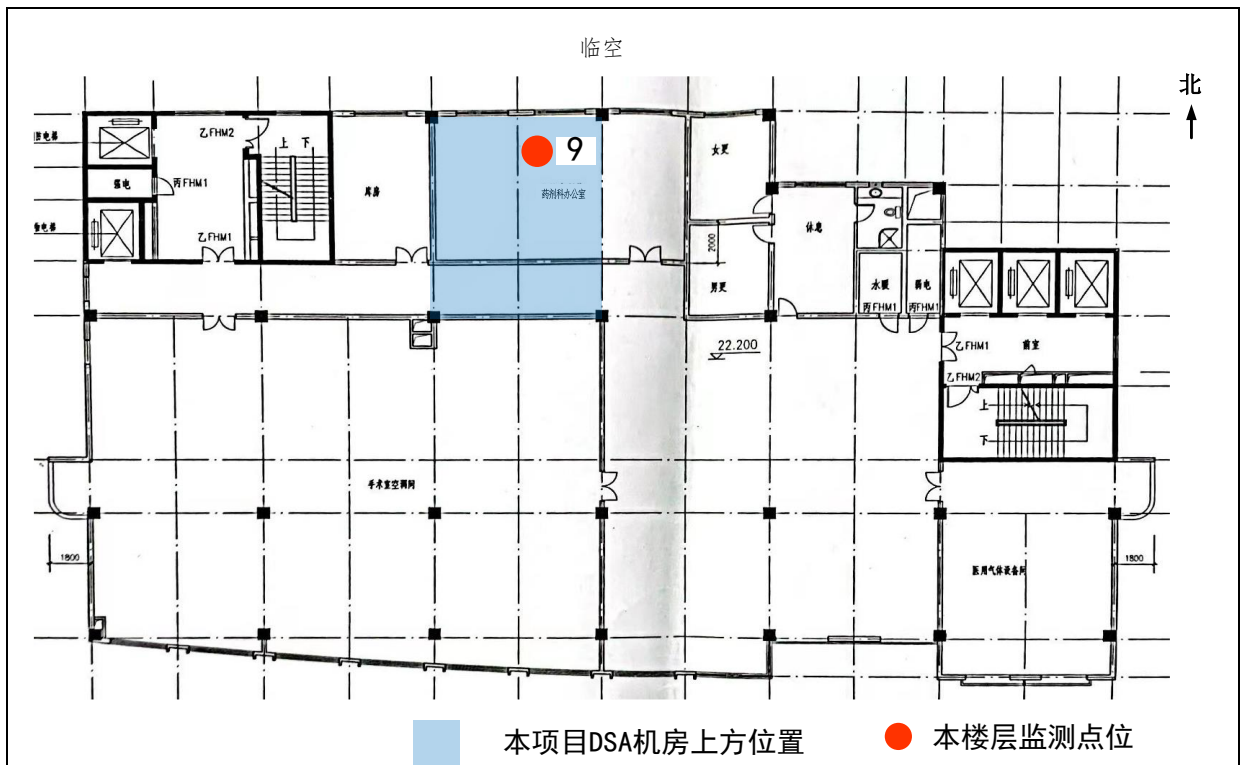 临空
北
乙FHM2
上 下
9
药剂科办公室
女更
强电
丙FHM1
库房
休息
乙FHM1
2000
男更
水暖
弱电
丙FHM1
丙FHM1
22.200
乙FHM1
前室
乙FHM2
上
下
手术室空调间
1800
1800
医用气体设备间
本项目DSA机房上方位置
本楼层监测点位